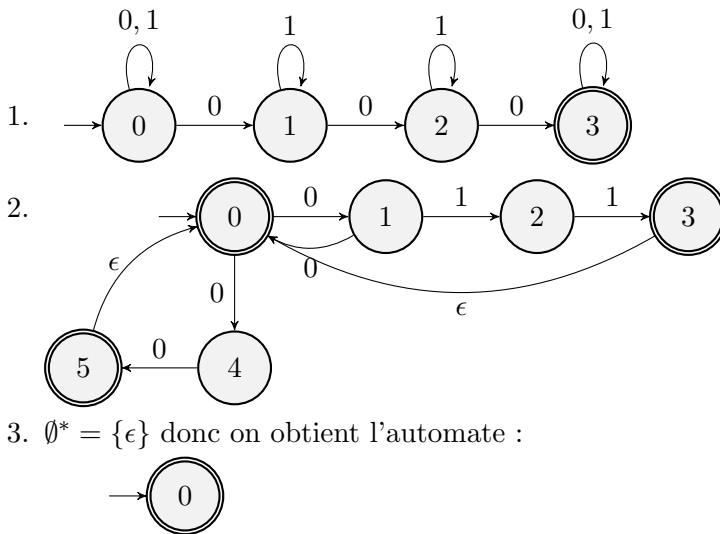 0, 1 1 1 0, 1
1. 0 0 1 0 2 0 3
2. 0 0 1 1 2 1 3
ϵ 0 0 ϵ
5 0 4
3. ∅* = {ϵ} donc on obtient l'automate :
0